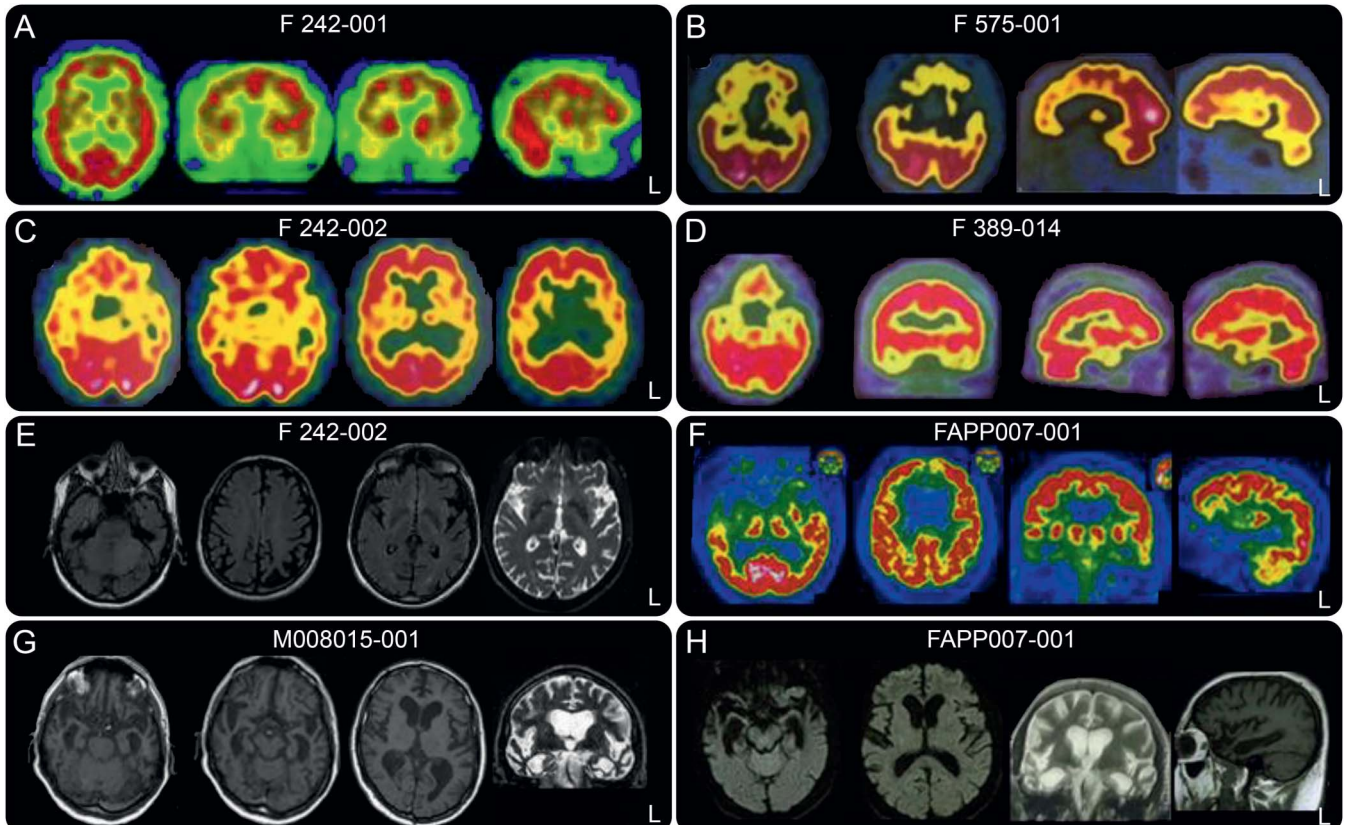 A F 242-001
L
B F 575-001
L
C F 242-002
L
D F 389-014
L
E F 242-002
L
F FAPP007-001
L
G M008015-001
L
H FAPP007-001
L